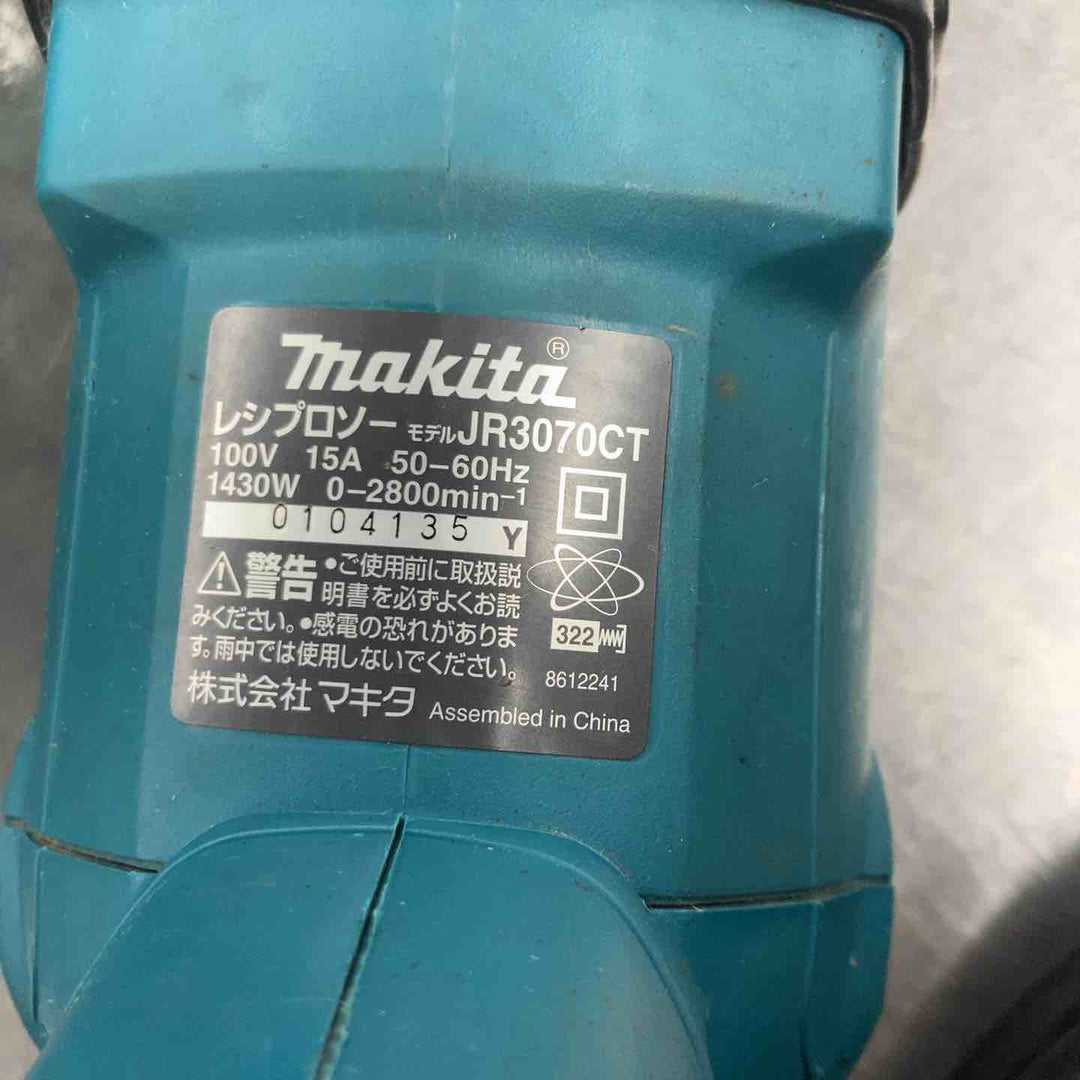 makita®
レシプロソー モデルJR3070CT
100V 15A 50-60Hz
1430W 0-2800min-1
0104135 Y
警告 •ご使用前に取扱説
明書を必ずよくお読
みください。•感電の恐れがありま
す。雨中では使用しないでください。
322
8612241
株式会社 マキタ Assembled in China